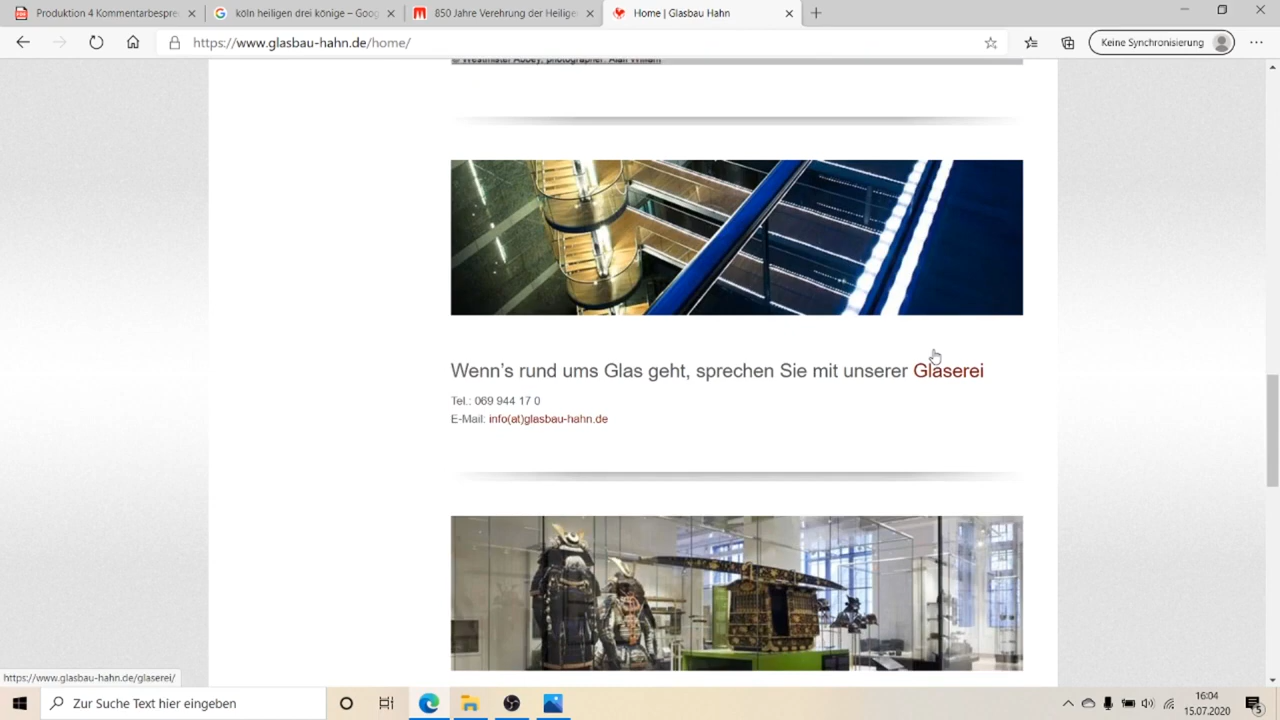 Produktion 4 Kommentarbespre
köln heiligen drei könige – Goog
850 Jahre Verehrung der Heilige
Home | Glasbau Hahn
https://www.glasbau-hahn.de/home/
Keine Synchronisierung
© Westminster Abbey, photographer: Alan Williams
Wenn's rund ums Glas geht, sprechen Sie mit unserer Glaserei
Tel.: 069 944 17 0
E-Mail: info(at)glasbau-hahn.de
https://www.glasbau-hahn.de/glaserei/
Zur Suche Text hier eingeben
16:04
15.07.2020
5